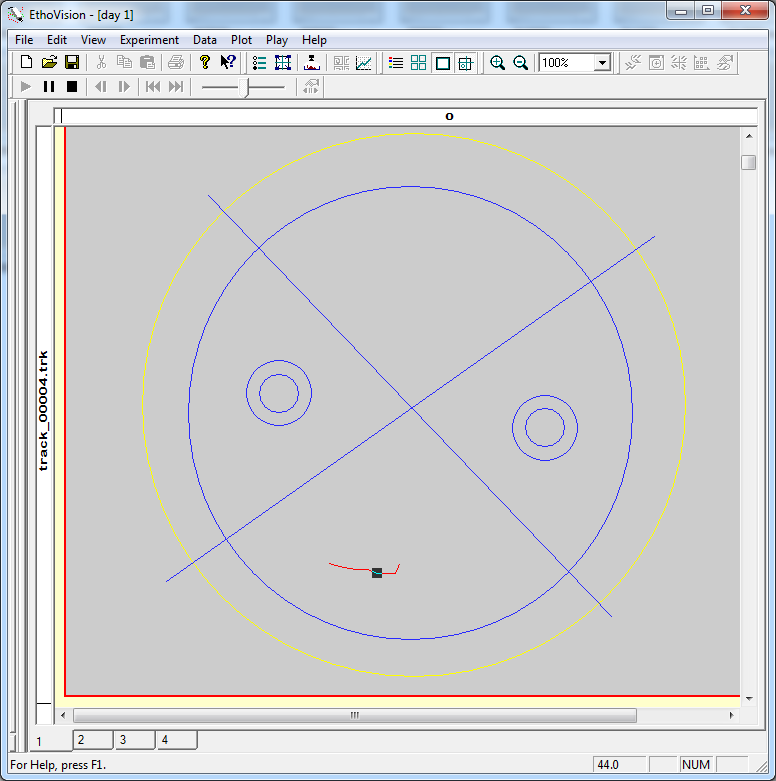 EthoVision - [day 1]
File Edit View Experiment Data Plot Play Help
100%
o
track_00004.trk
1 2 3 4
For Help, press F1. 44.0 NUM